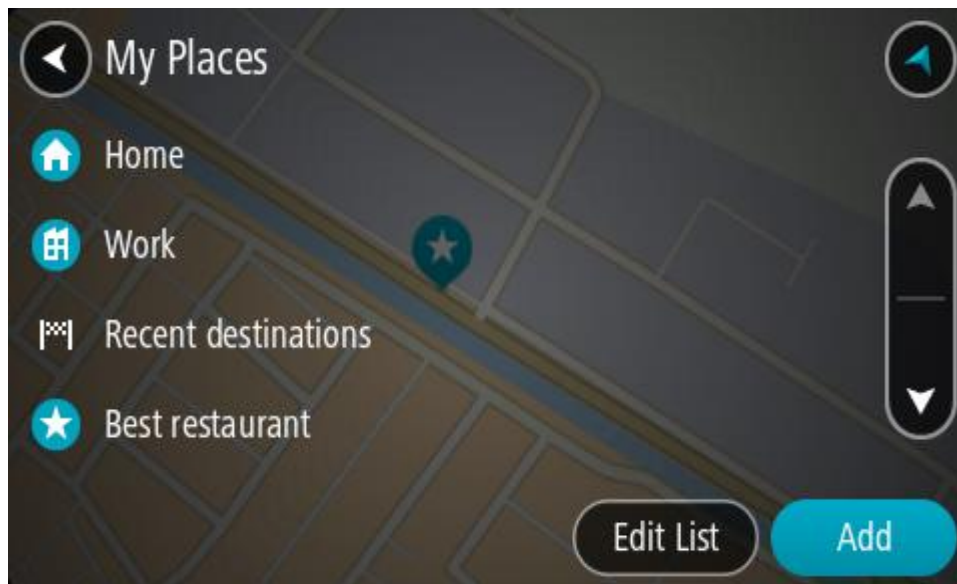 My Places
Home
Work
Recent destinations
Best restaurant
Edit List
Add